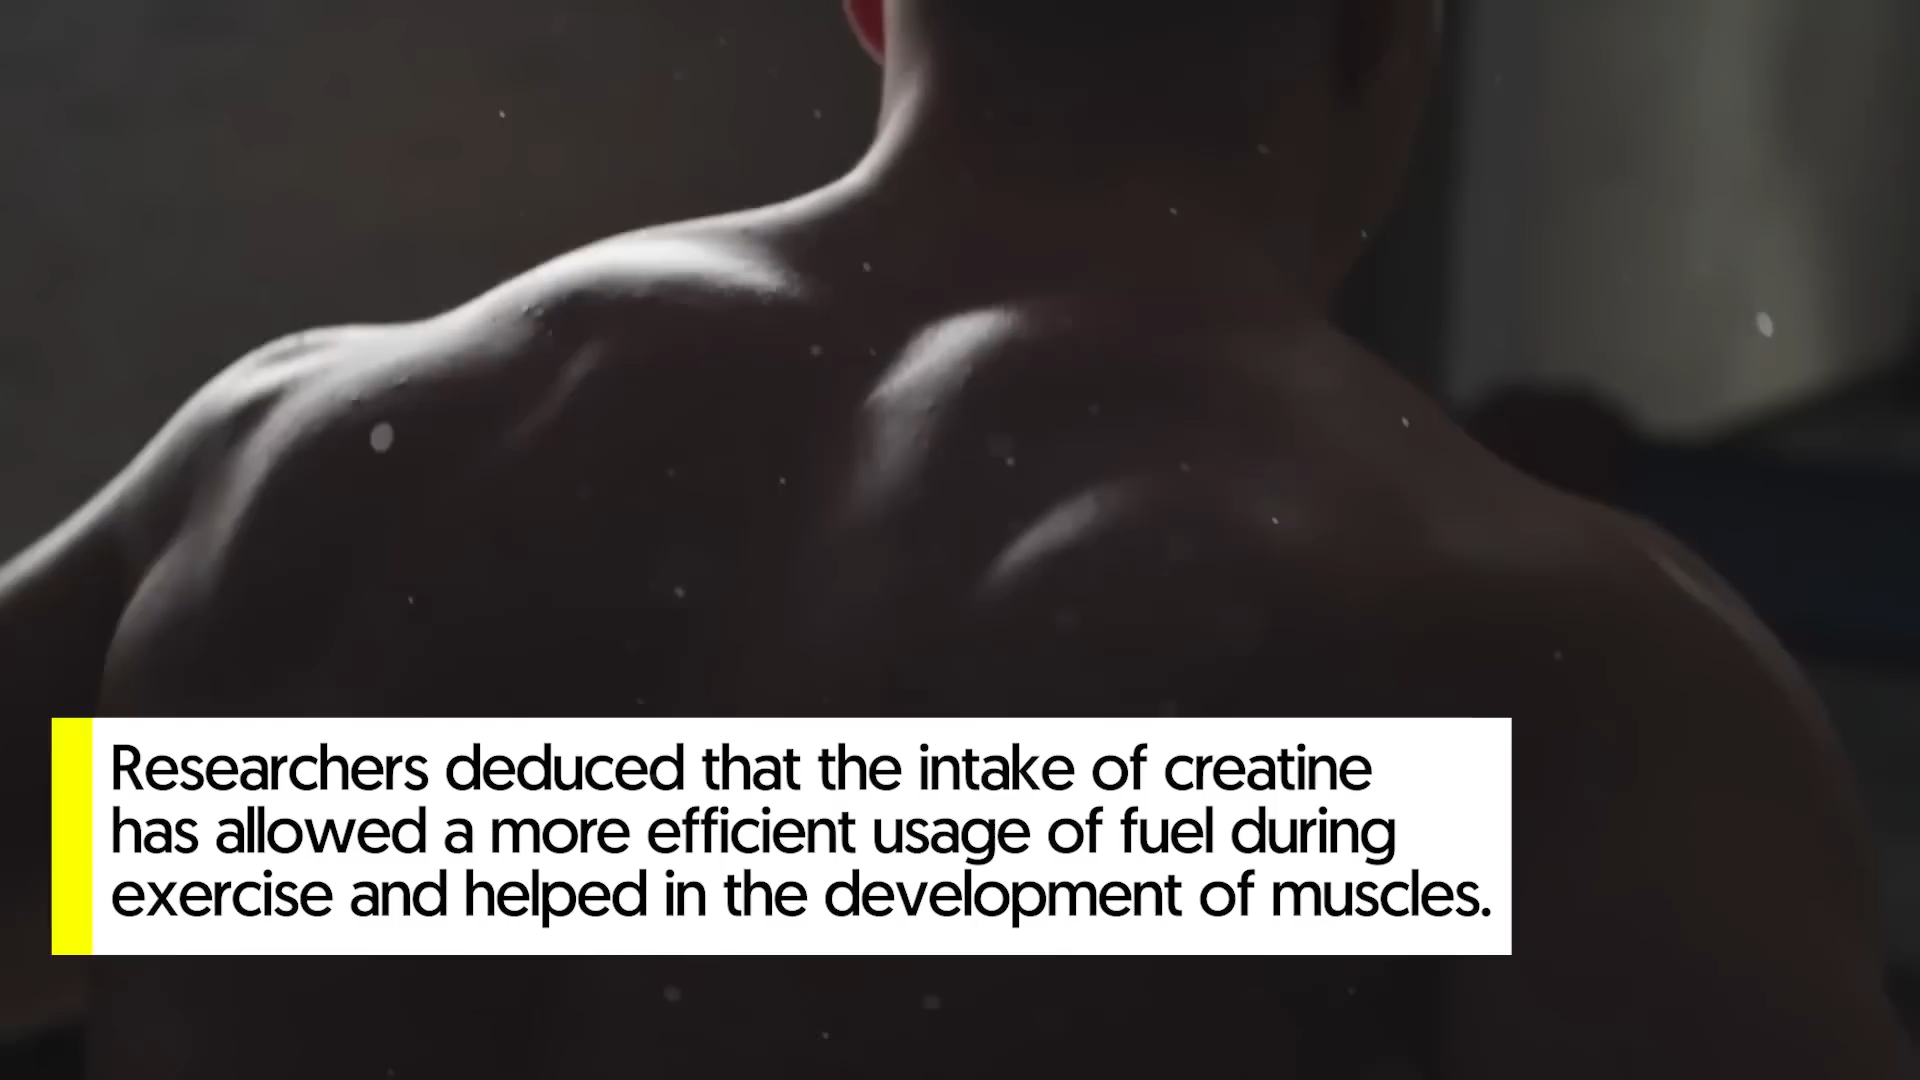 Researchers deduced that the intake of creatine
has allowed a more efficient usage of fuel during
exercise and helped in the development of muscles.